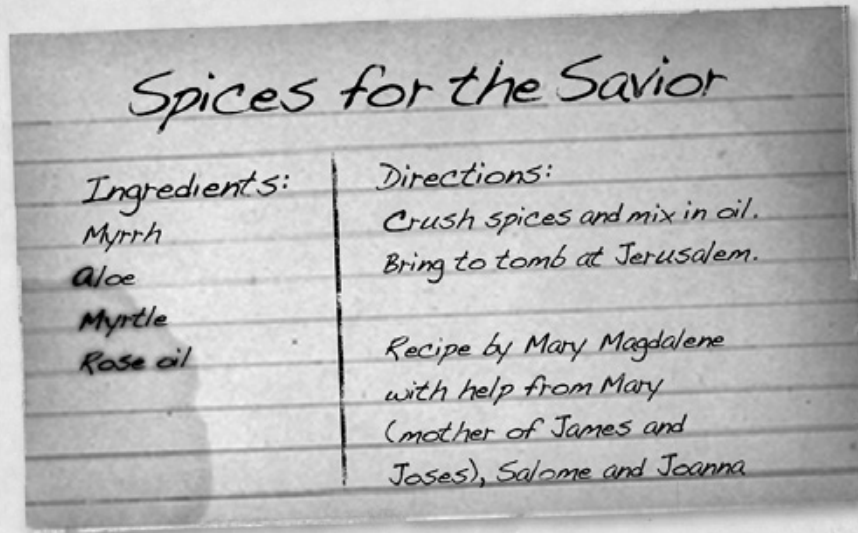 Spices for the Savior
Ingredients:
Myrrh
Aloe
Myrtle
Rose oil
Directions:
Crush spices and mix in oil.
Bring to tomb at Jerusalem.
Recipe by Mary Magdalene
with help from Mary
(mother of James and
Joses), Salome and Joanna